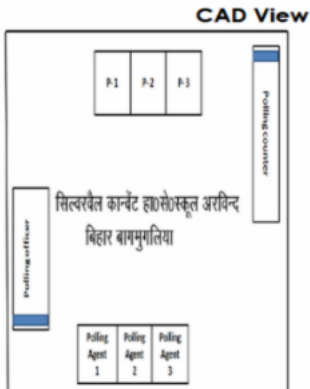 CAD View
P-1 P-2 P-3
Polling counter
सिल्वरवैल कान्वेंट हा0से0स्कूल अरविन्द
बिहार बागमुगलिया
Polling officer
Polling Polling Polling
Agent Agent Agent
1 2 3